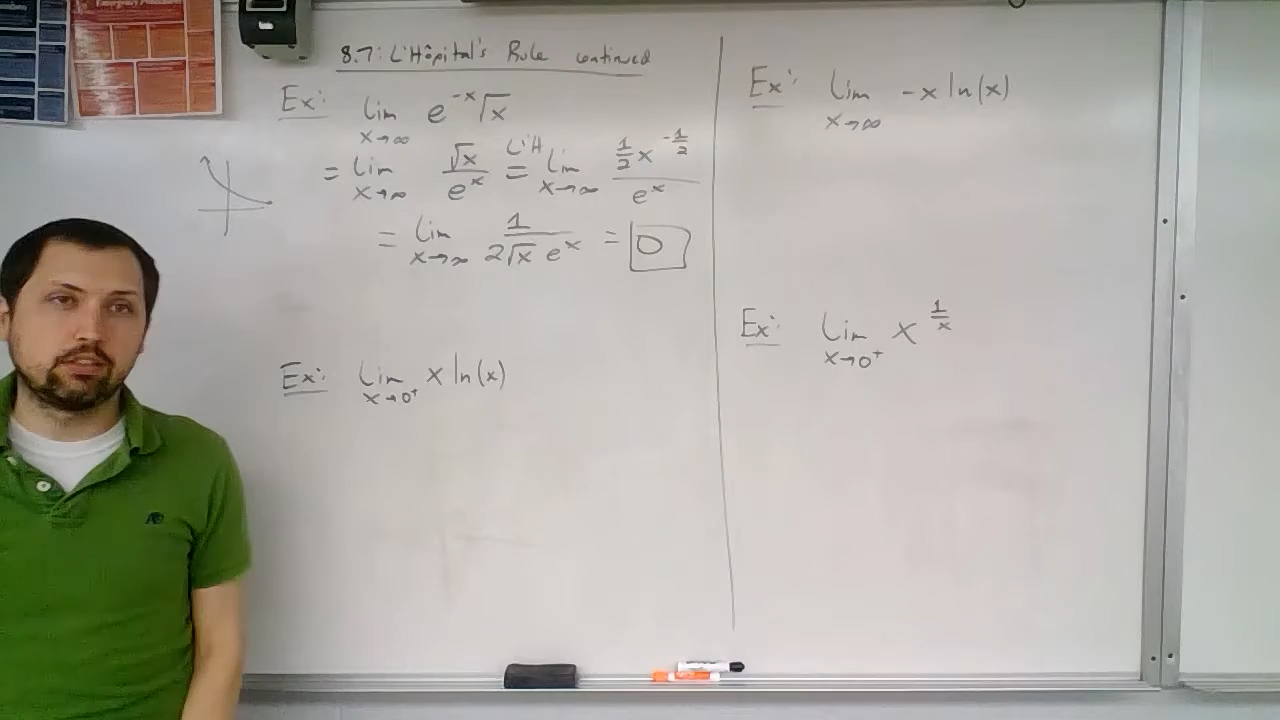 Emergency
8.7: L'Hôpital's Rule continued
Ex: lim x→∞ e^{-x}√x
= lim x→∞ √x / e^x L'H = lim x→∞ (1/2 x^{-1/2}) / e^x
= lim x→∞ 1 / (2√x e^x) = 0
Ex: lim x→0⁺ x ln(x)
Ex: lim x→∞ -x ln(x)
Ex: lim x→0⁺ x^{1/x}